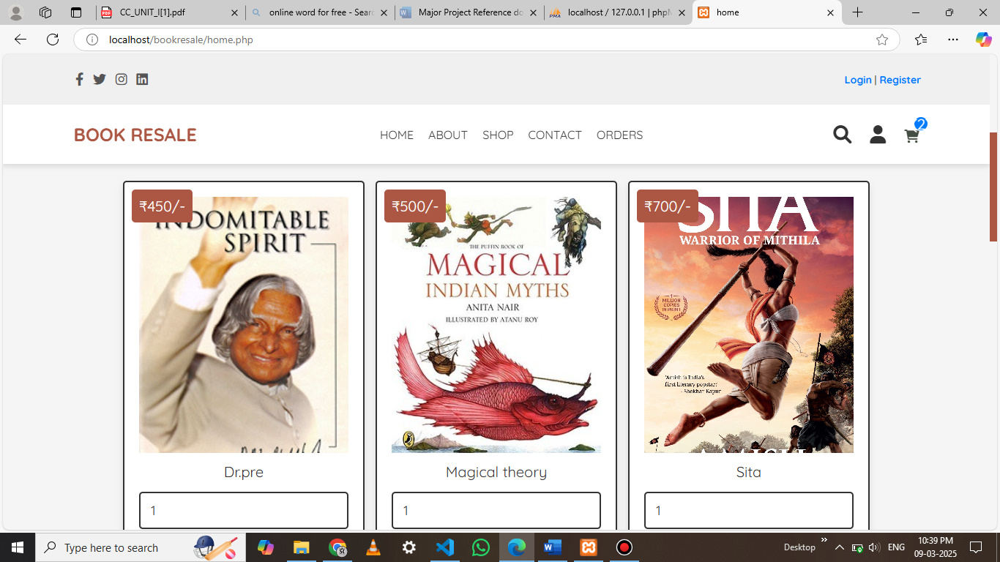 CC_UNIT_I[1].pdf
online word for free - Sear
Major Project Reference do
localhost / 127.0.0.1 | phpM
home
localhost/bookresale/home.php
Login | Register
BOOK RESALE
HOME ABOUT SHOP CONTACT ORDERS
2
₹450/-
INDOMITABLE
SPIRIT
Dr.pre
1
₹500/-
THE PUFFIN BOOK OF
MAGICAL
INDIAN MYTHS
ANITA NAIR
ILLUSTRATED BY ATANU ROY
Magical theory
1
₹700/-
SITA
WARRIOR OF MITHILA
1
MILLION
COPIES
IN PRINT
'Amish is India's
first literary popstar.'
- Shekhar Kapur
Sita
1
Type here to search
Desktop
ENG
10:39 PM
09-03-2025